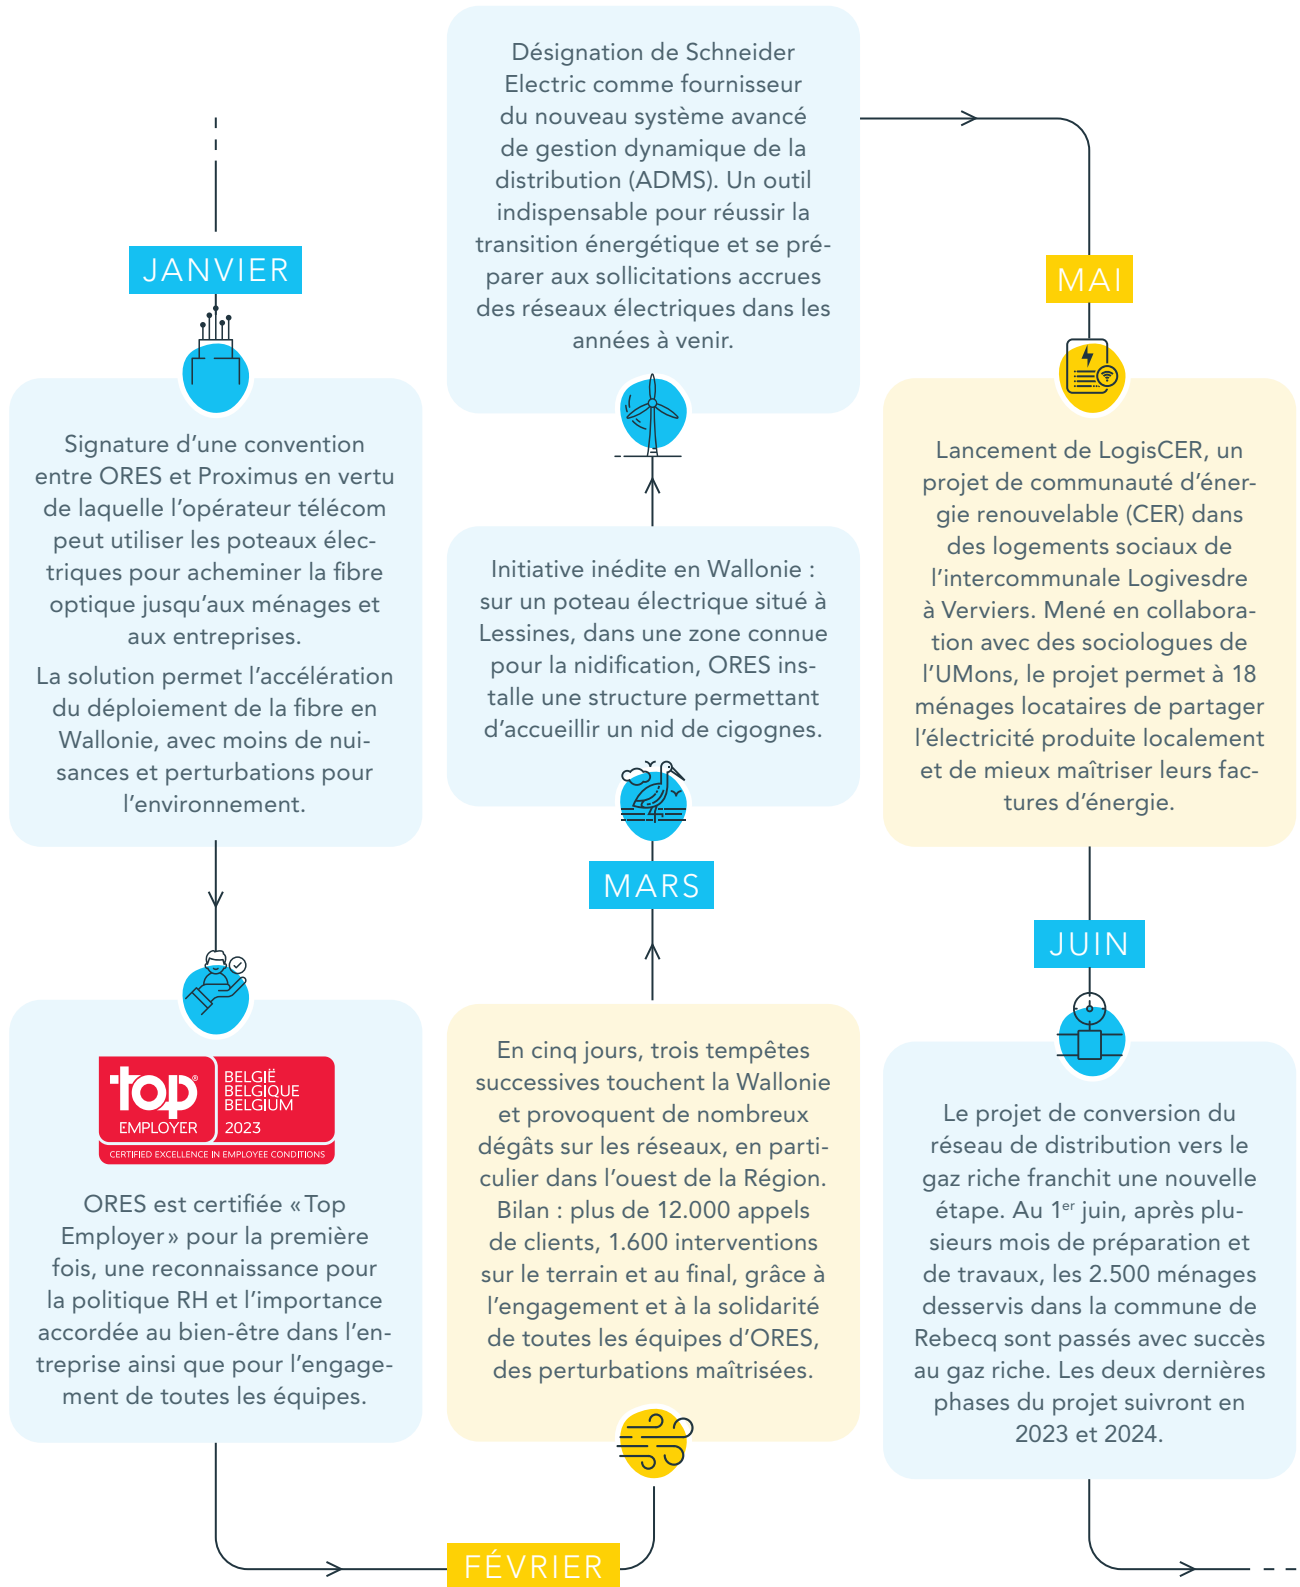 JANVIER
Signature d’une convention
entre ORES et Proximus en vertu
de laquelle l’opérateur télécom
peut utiliser les poteaux élec-
triques pour acheminer la fibre
optique jusqu’aux ménages et
aux entreprises.
La solution permet l’accélération
du déploiement de la fibre en
Wallonie, avec moins de nui-
sances et perturbations pour
l’environnement.
top®
EMPLOYER
BELGIË
BELGIQUE
BELGIUM
2023
CERTIFIED EXCELLENCE IN EMPLOYEE CONDITIONS
ORES est certifiée « Top
Employer » pour la première
fois, une reconnaissance pour
la politique RH et l’importance
accordée au bien-être dans l’en-
treprise ainsi que pour l’engage-
ment de toutes les équipes.
FÉVRIER
En cinq jours, trois tempêtes
successives touchent la Wallonie
et provoquent de nombreux
dégâts sur les réseaux, en parti-
culier dans l’ouest de la Région.
Bilan : plus de 12.000 appels
de clients, 1.600 interventions
sur le terrain et au final, grâce à
l’engagement et à la solidarité
de toutes les équipes d’ORES,
des perturbations maîtrisées.
MARS
Initiative inédite en Wallonie :
sur un poteau électrique situé à
Lessines, dans une zone connue
pour la nidification, ORES ins-
talle une structure permettant
d’accueillir un nid de cigognes.
Désignation de Schneider
Electric comme fournisseur
du nouveau système avancé
de gestion dynamique de la
distribution (ADMS). Un outil
indispensable pour réussir la
transition énergétique et se pré-
parer aux sollicitations accrues
des réseaux électriques dans les
années à venir.
MAI
Lancement de LogisCER, un
projet de communauté d’éner-
gie renouvelable (CER) dans
des logements sociaux de
l’intercommunale Logivesdre
à Verviers. Mené en collabora-
tion avec des sociologues de
l’UMons, le projet permet à 18
ménages locataires de partager
l’électricité produite localement
et de mieux maîtriser leurs fac-
tures d’énergie.
JUIN
Le projet de conversion du
réseau de distribution vers le
gaz riche franchit une nouvelle
étape. Au 1er juin, après plu-
sieurs mois de préparation et
de travaux, les 2.500 ménages
desservis dans la commune de
Rebecq sont passés avec succès
au gaz riche. Les deux dernières
phases du projet suivront en
2023 et 2024.